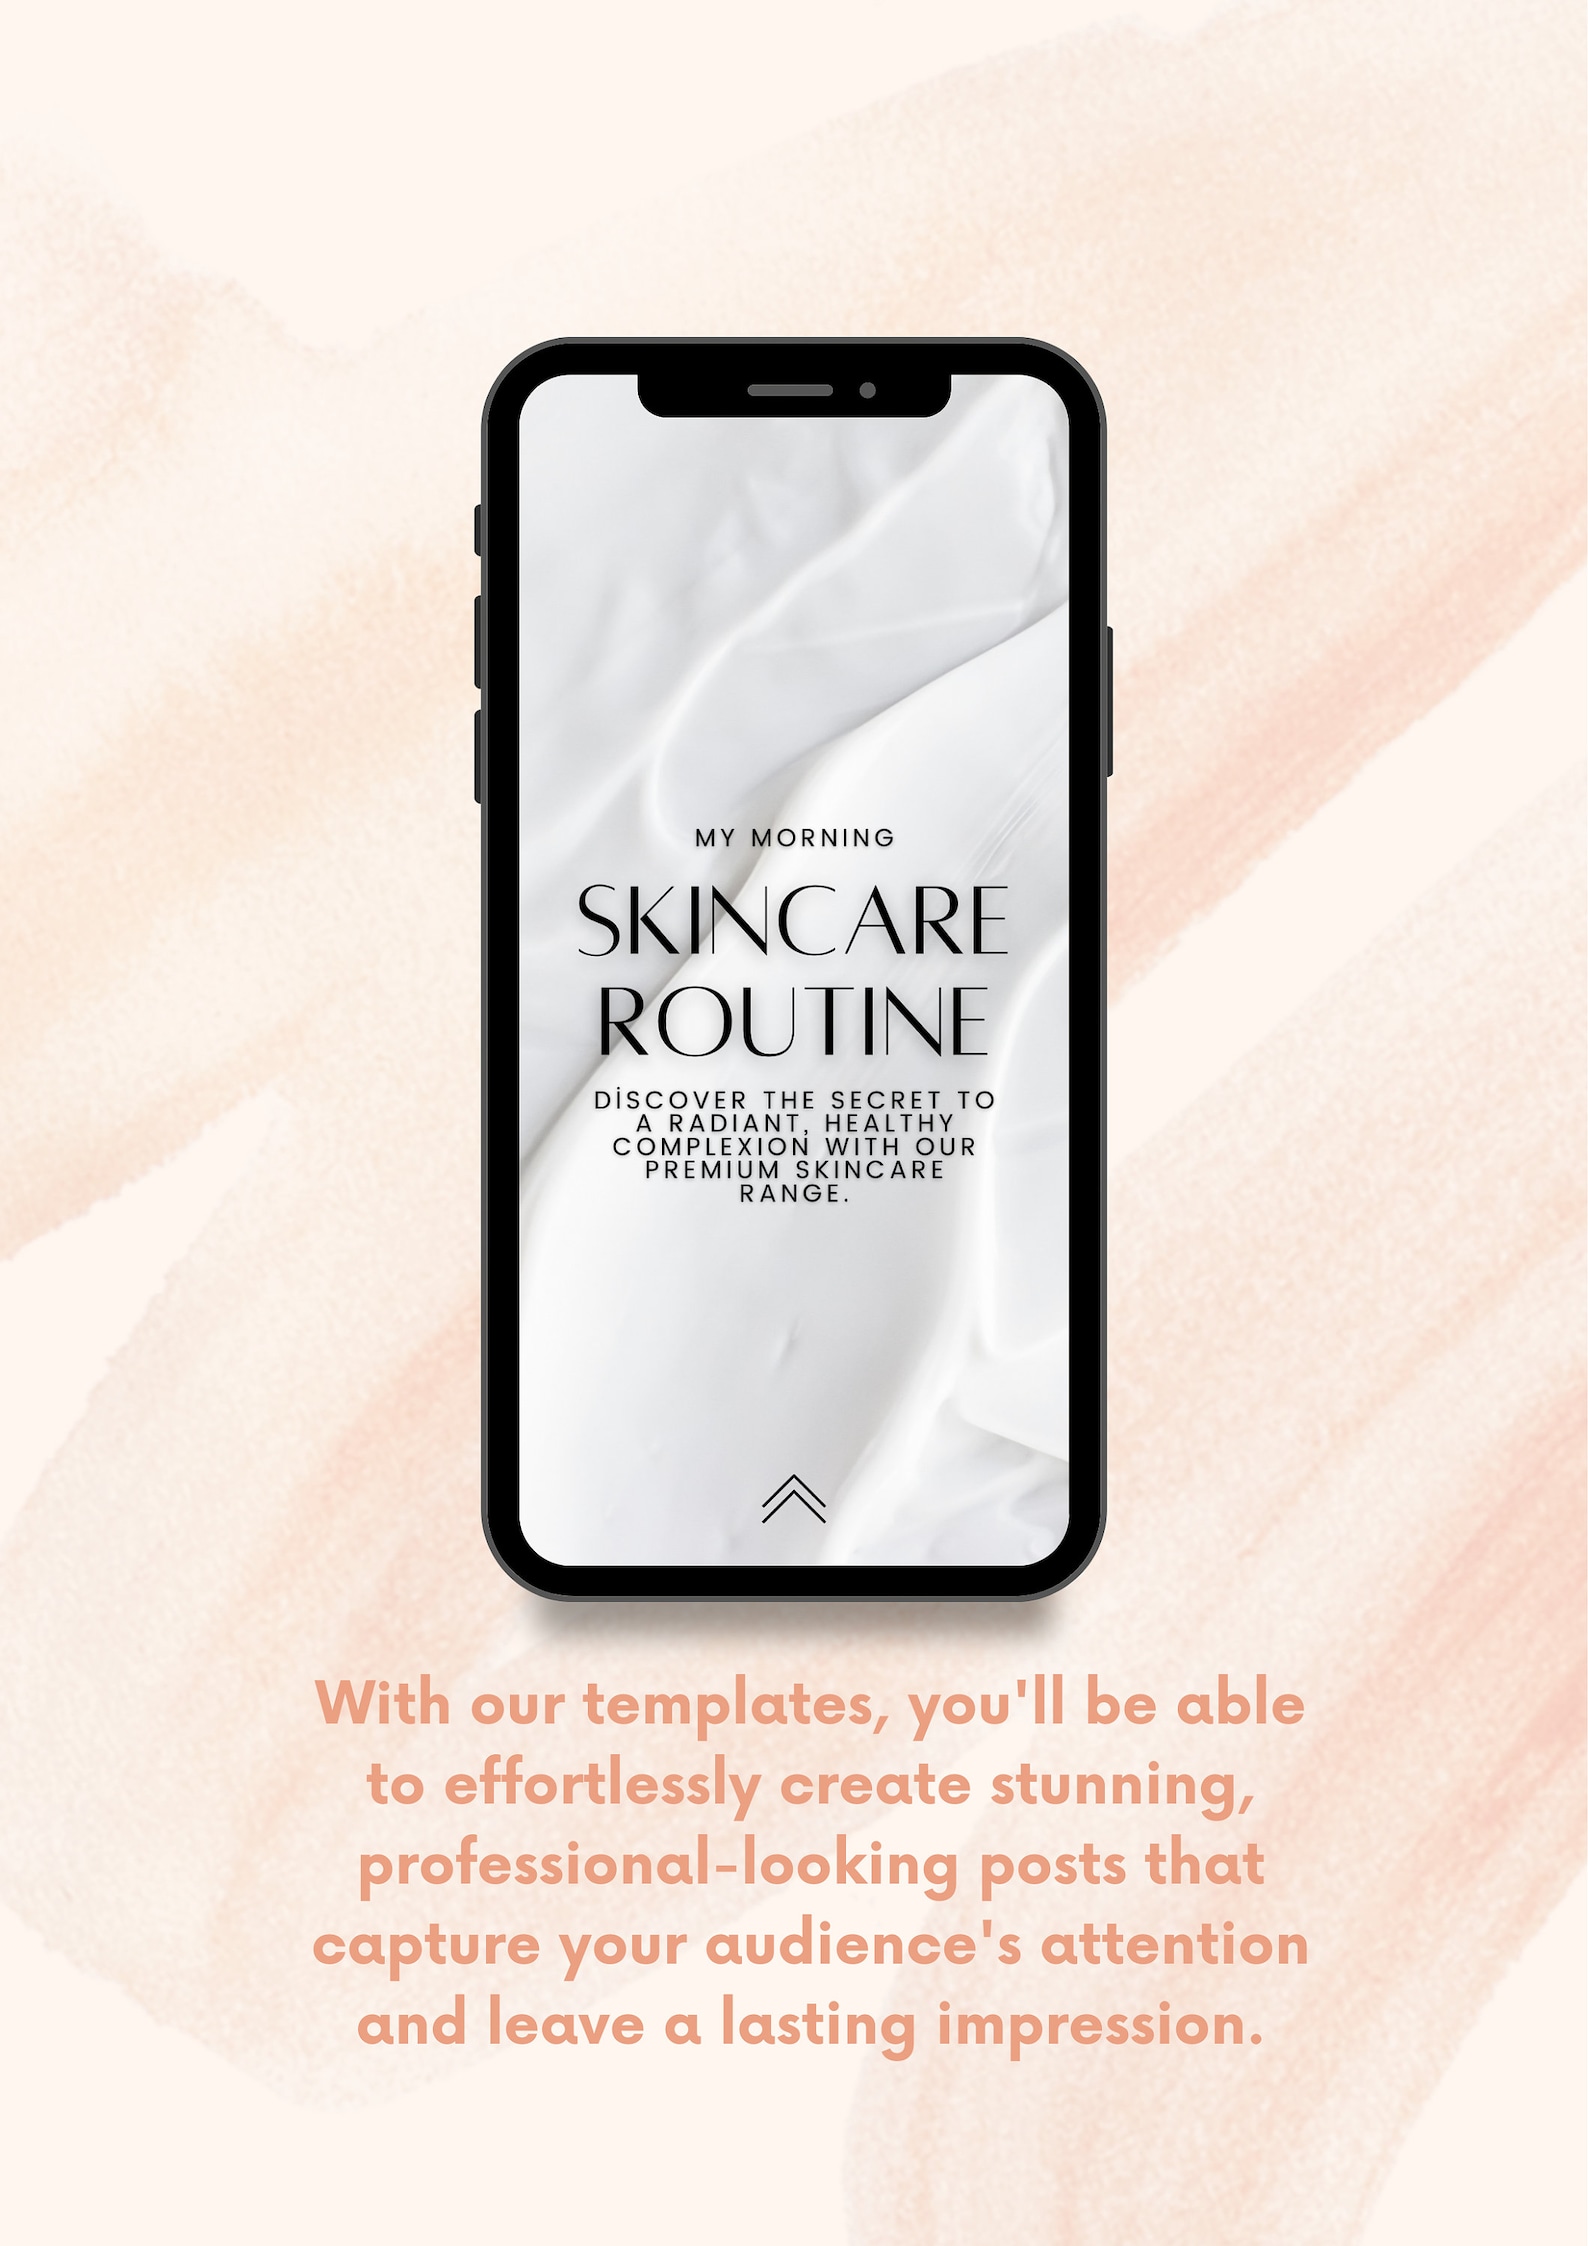 MY MORNING
SKINCARE
ROUTINE
DİSCOVER THE SECRET TO
A RADIANT, HEALTHY
COMPLEXION WITH OUR
PREMIUM SKINCARE
RANGE.
With our templates, you'll be able
to effortlessly create stunning,
professional-looking posts that
capture your audience's attention
and leave a lasting impression.